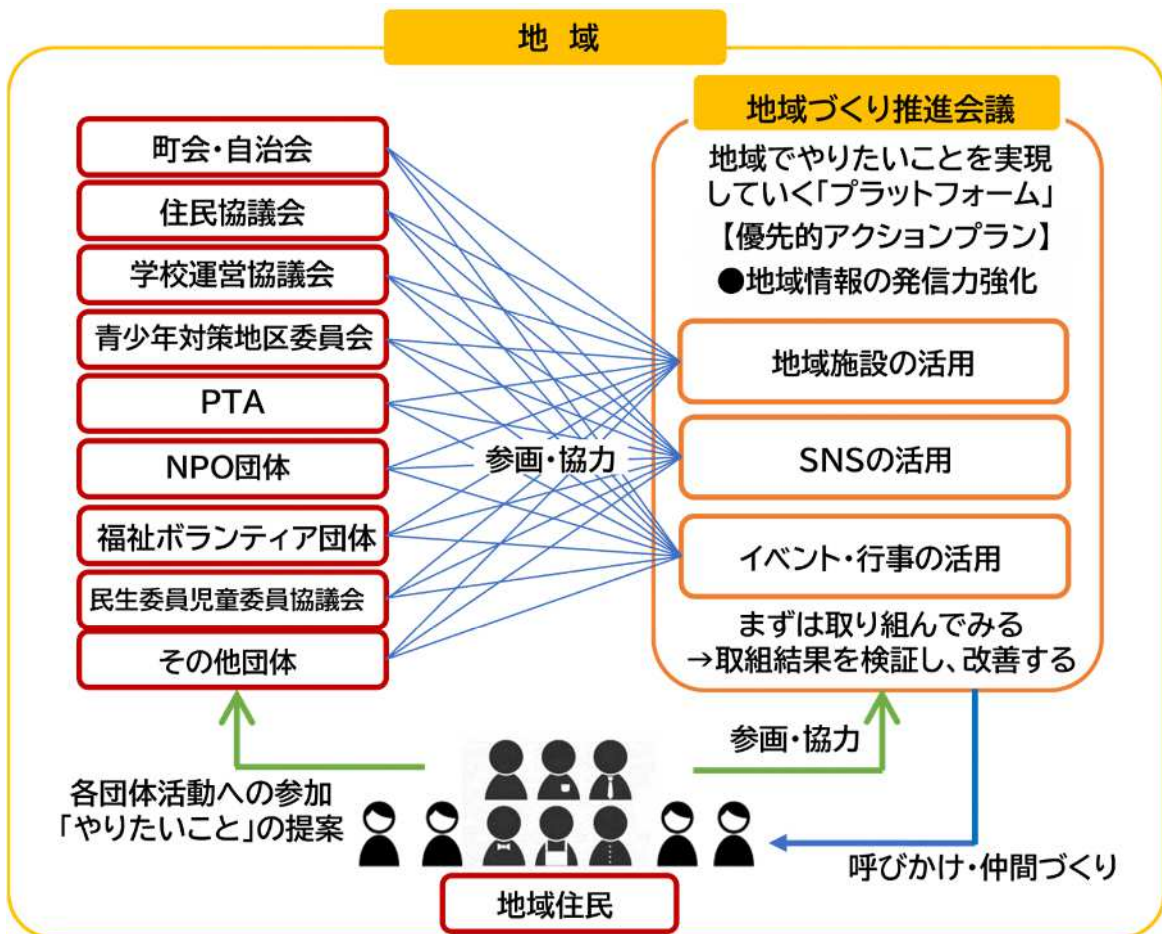 地 域
町会・自治会
住民協議会
学校運営協議会
青少年対策地区委員会
PTA
NPO団体
福祉ボランティア団体
民生委員児童委員協議会
その他団体
参画・協力
地域づくり推進会議
地域でやりたいことを実現
していく「プラットフォーム」
【優先的アクションプラン】
●地域情報の発信力強化
地域施設の活用
SNSの活用
イベント・行事の活用
まずは取り組んでみる
→取組結果を検証し、改善する
各団体活動への参加
「やりたいこと」の提案
参画・協力
呼びかけ・仲間づくり
地域住民